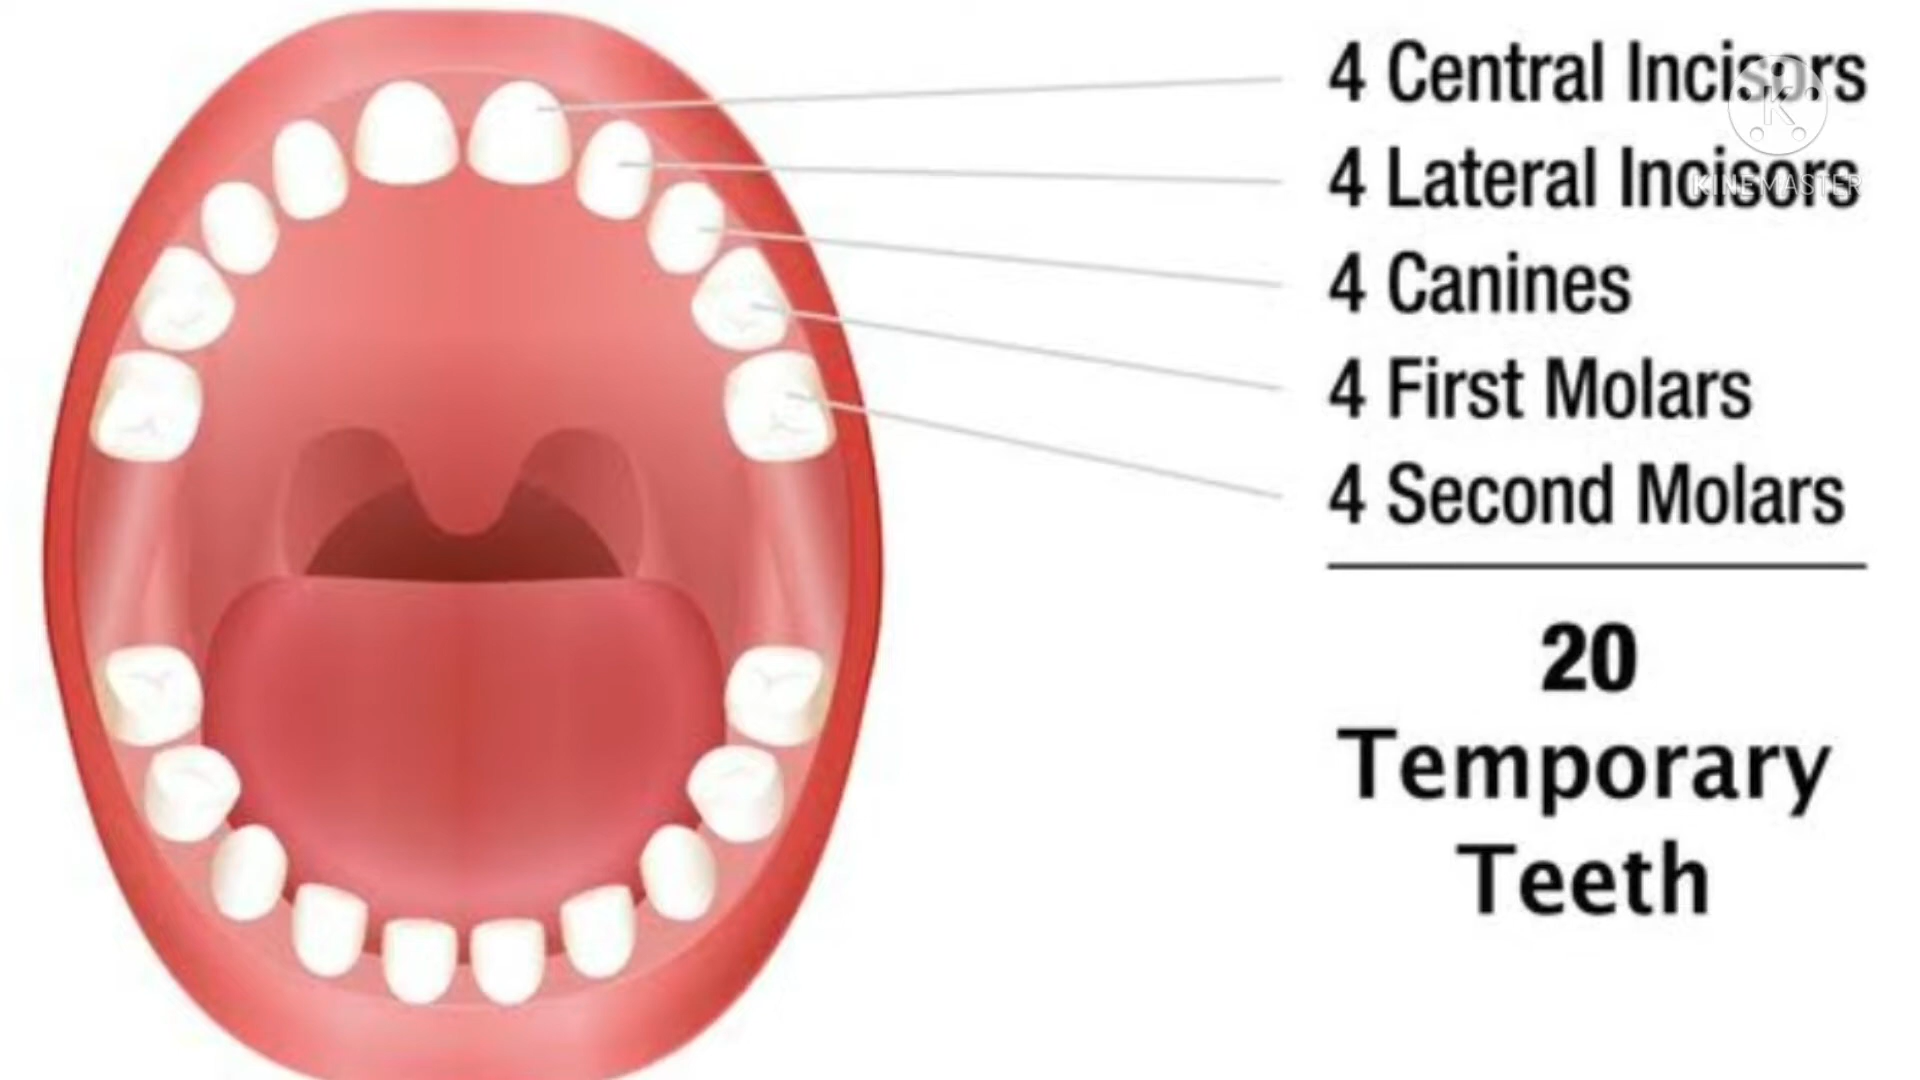 4 Central Incisors
4 Lateral Incisors
4 Canines
4 First Molars
4 Second Molars
20
Temporary
Teeth
K
KINEMASTER